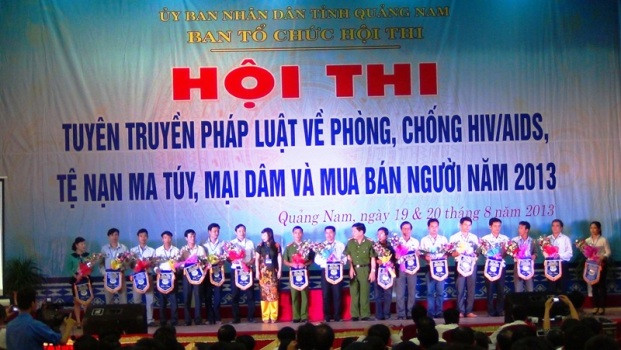 ỦY BAN NHÂN DÂN TỈNH QUẢNG NAM
BAN TỔ CHỨC HỘI THI
HỘI THI
TUYÊN TRUYỀN PHÁP LUẬT VỀ PHÒNG, CHỐNG HIV/AIDS,
TỆ NẠN MA TÚY, MẠI DÂM VÀ MUA BÁN NGƯỜI NĂM 2013
Quảng Nam, ngày 19 & 20 tháng 8 năm 2013